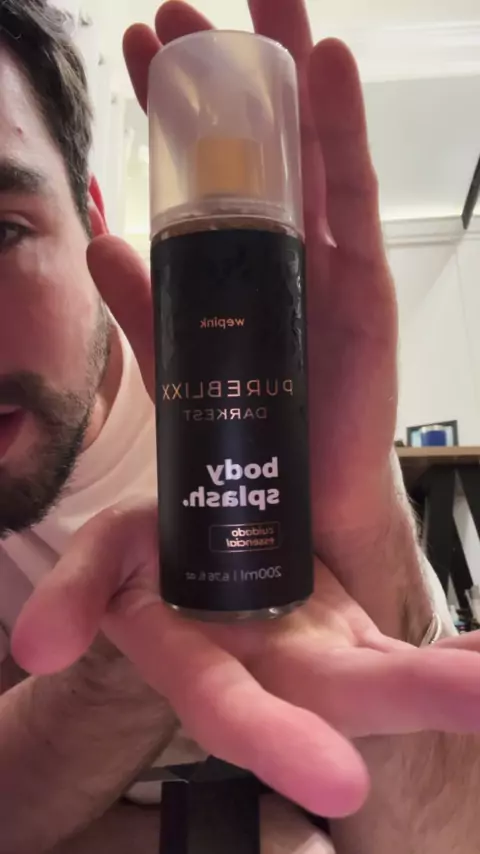 wepink
PUREBLIXX
DARKEST
body
splash.
cuidado
essencial
200ml | 6.76 fl. oz